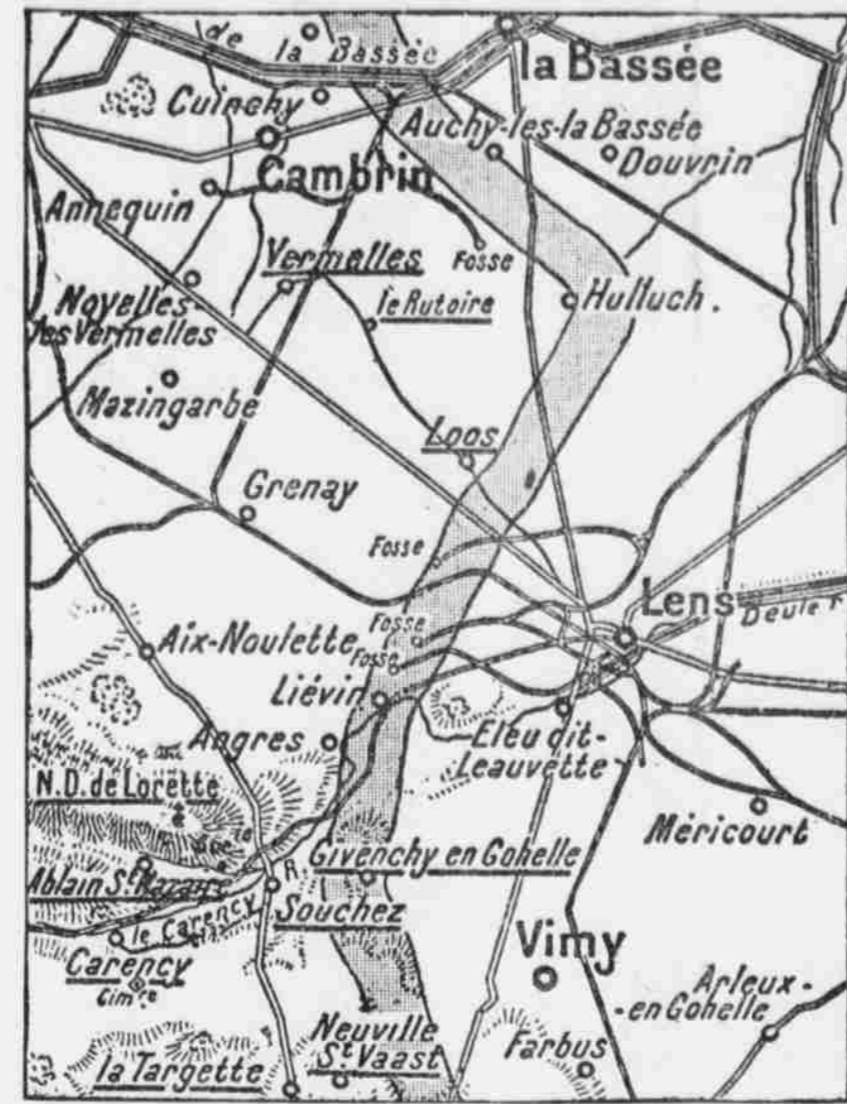 de
la Bassée
la Bassée
Cuinchy
Auchy-les-la Bassée
Douvrin
Cambrin
Annequin
Fosse
Vermelles
Noyelles-
les Vermelles
le Rutoire
Hulluch.
Mazingarbe
Loos
Grenay
Fosse
Lens
Deule
Fosse
Aix-Noulette
Fosse
Liévin
Angres
Eleu dit-
Leauvette
N.D. de Lorette
Méricourt
Givenchy en Gohelle
Ablain St Nazaire
R
le Carency
Souchez
Carency
Cimre
Vimy
Arleux-
-en Gohelle
Neuville
St Vaast
Farbus
la Targette